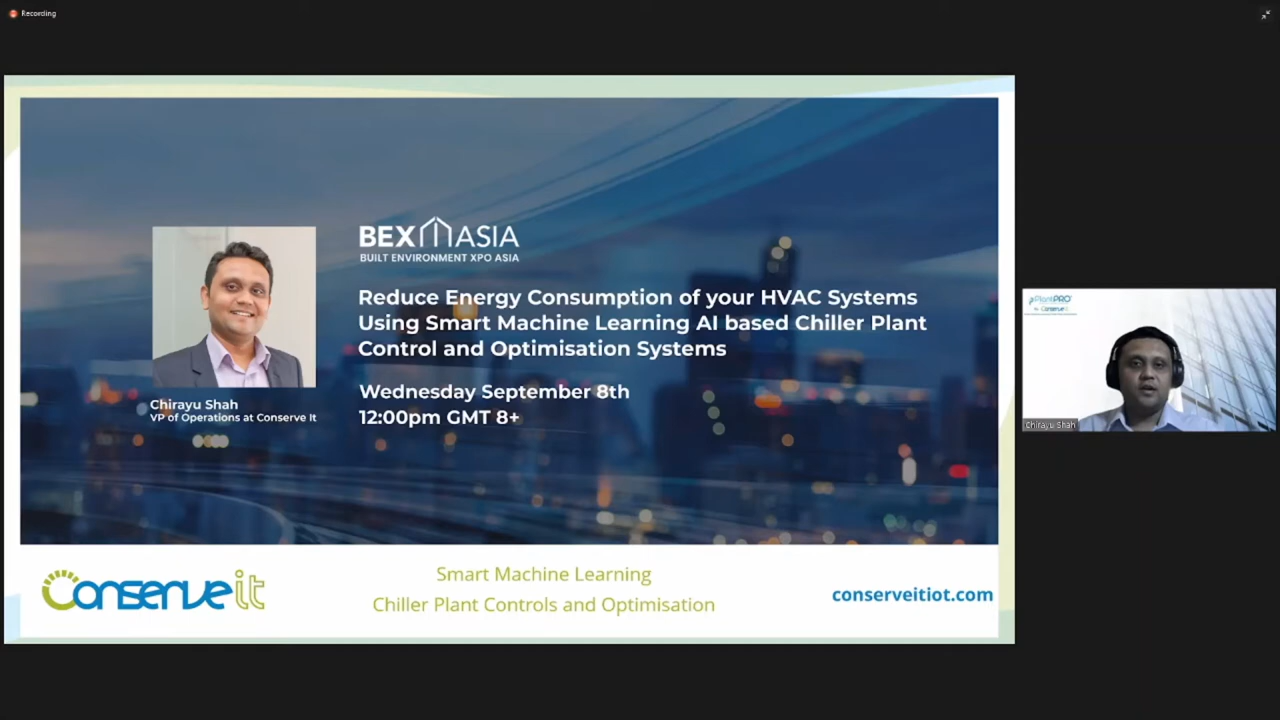 Recording
BEX ASIA
BUILT ENVIRONMENT XPO ASIA
Reduce Energy Consumption of your HVAC Systems
Using Smart Machine Learning AI based Chiller Plant
Control and Optimisation Systems
Wednesday September 8th
12:00pm GMT 8+
Chirayu Shah
VP of Operations at Conserve It
Conserve it
Smart Machine Learning
Chiller Plant Controls and Optimisation
conserveitiot.com
PlantPRO
Chirayu Shah